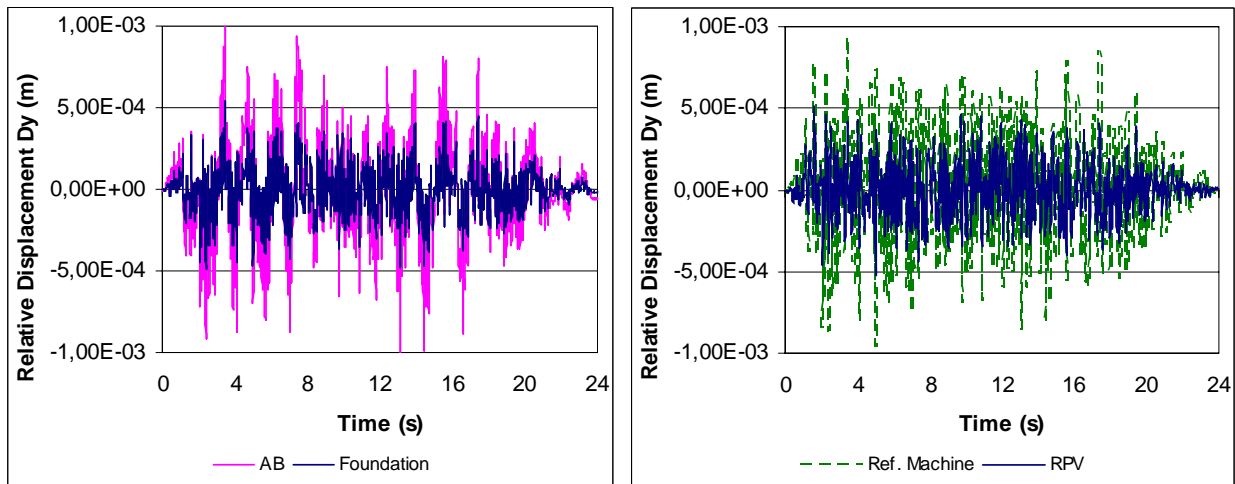 Relative Displacement Dy (m)
1,00E-03
5,00E-04
0,00E+00
-5,00E-04
-1,00E-03
0 4 8 12 16 20 24
Time (s)
AB Foundation
Relative Displacement Dy (m)
1,00E-03
5,00E-04
0,00E+00
-5,00E-04
-1,00E-03
0 4 8 12 16 20 24
Time (s)
Ref. Machine RPV